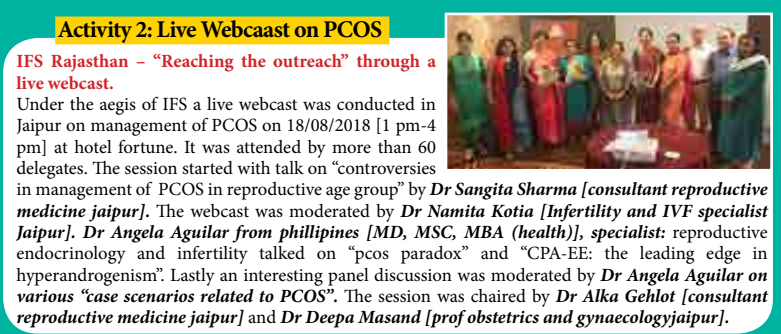 Activity 2: Live Webcaast on PCOS
IFS Rajasthan – “Reaching the outreach” through a
live webcast.
Under the aegis of IFS a live webcast was conducted in
Jaipur on management of PCOS on 18/08/2018 [1 pm-4
pm] at hotel fortune. It was attended by more than 60
delegates. The session started with talk on “controversies
in management of PCOS in reproductive age group” by Dr Sangita Sharma [consultant reproductive
medicine jaipur]. The webcast was moderated by Dr Namita Kotia [Infertility and IVF specialist
Jaipur]. Dr Angela Aguilar from phillipines [MD, MSC, MBA (health)], specialist: reproductive
endocrinology and infertility talked on “pcos paradox” and “CPA-EE: the leading edge in
hyperandrogenism”. Lastly an interesting panel discussion was moderated by Dr Angela Aguilar on
various “case scenarios related to PCOS”. The session was chaired by Dr Alka Gehlot [consultant
reproductive medicine jaipur] and Dr Deepa Masand [prof obstetrics and gynaecologyjaipur].